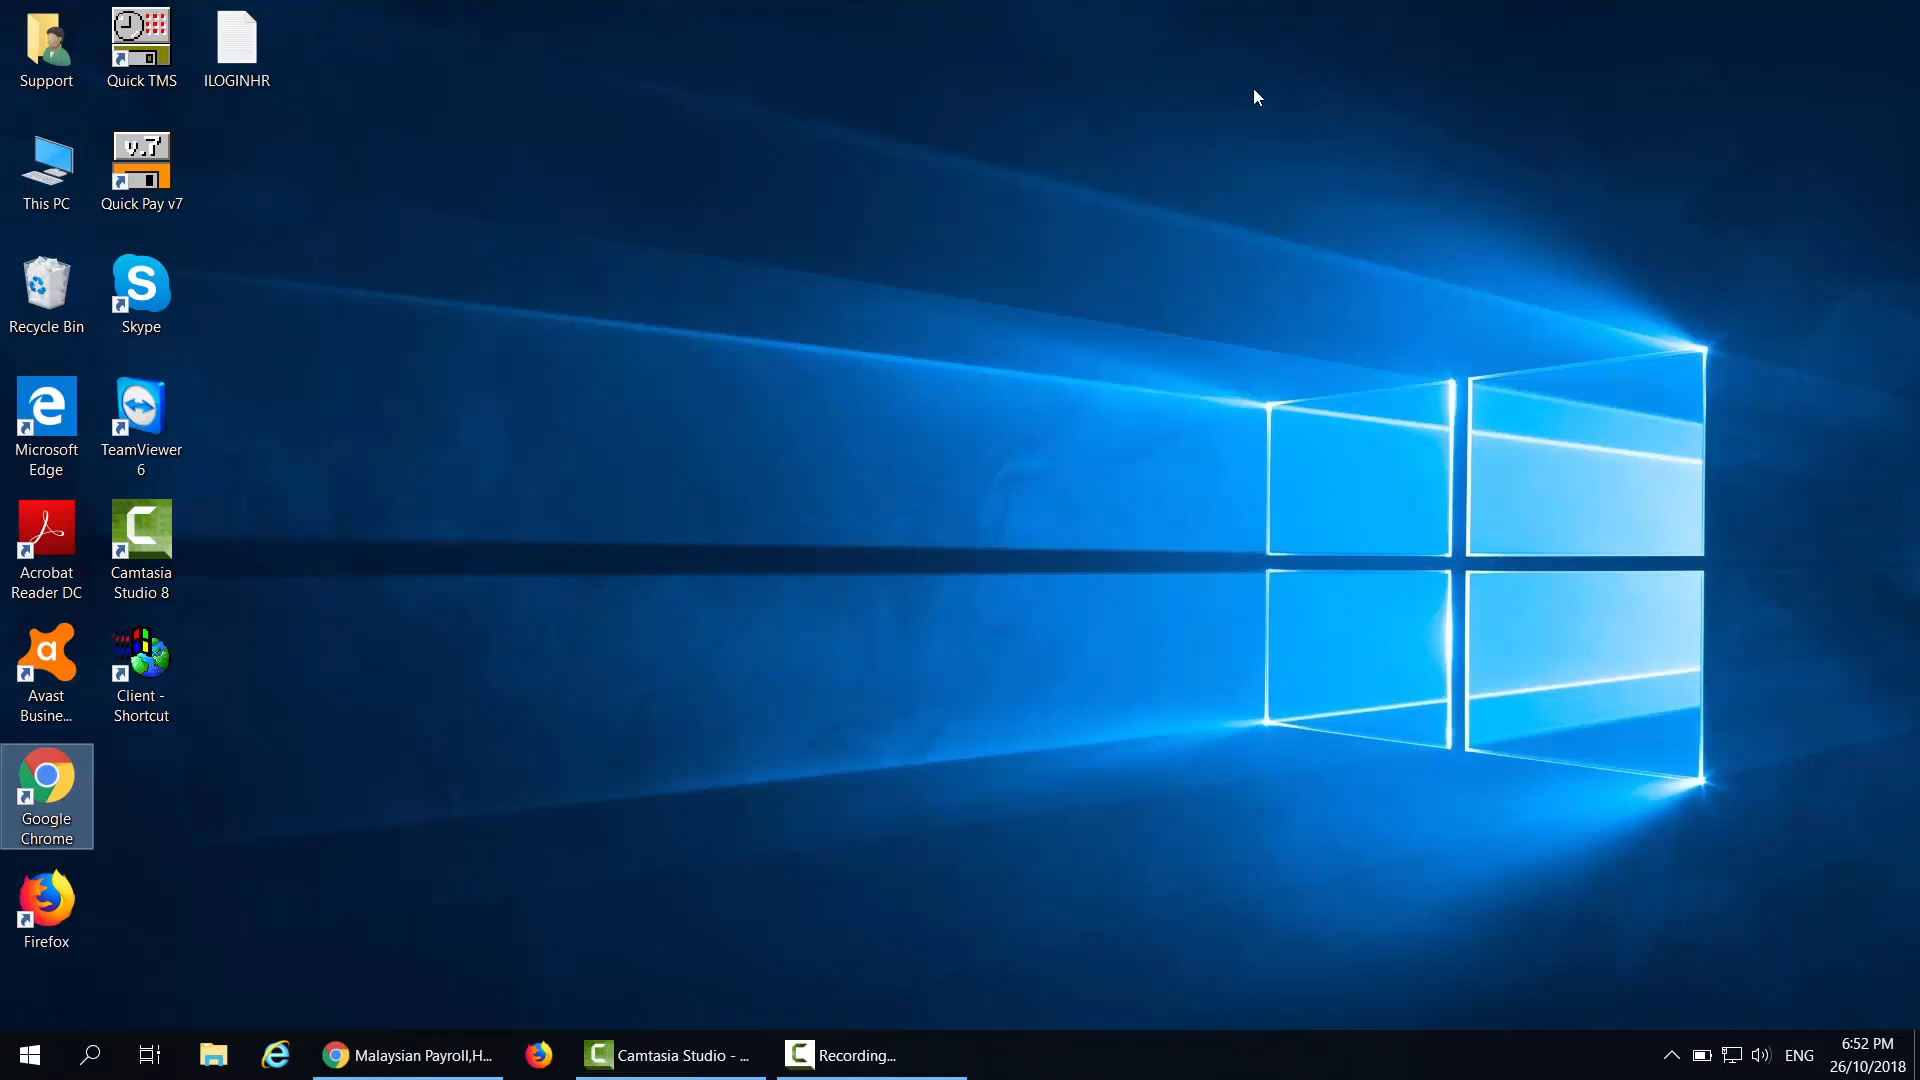 Support
Quick TMS
ILOGINHR
This PC
v.7
Quick Pay v7
Recycle Bin
S
Skype
Microsoft
Edge
TeamViewer
6
Acrobat
Reader DC
Camtasia
Studio 8
a
Avast
Busine...
Client -
Shortcut
Google
Chrome
Firefox
Malaysian Payroll,H...
Camtasia Studio - ...
Recording...
ENG
6:52 PM
26/10/2018